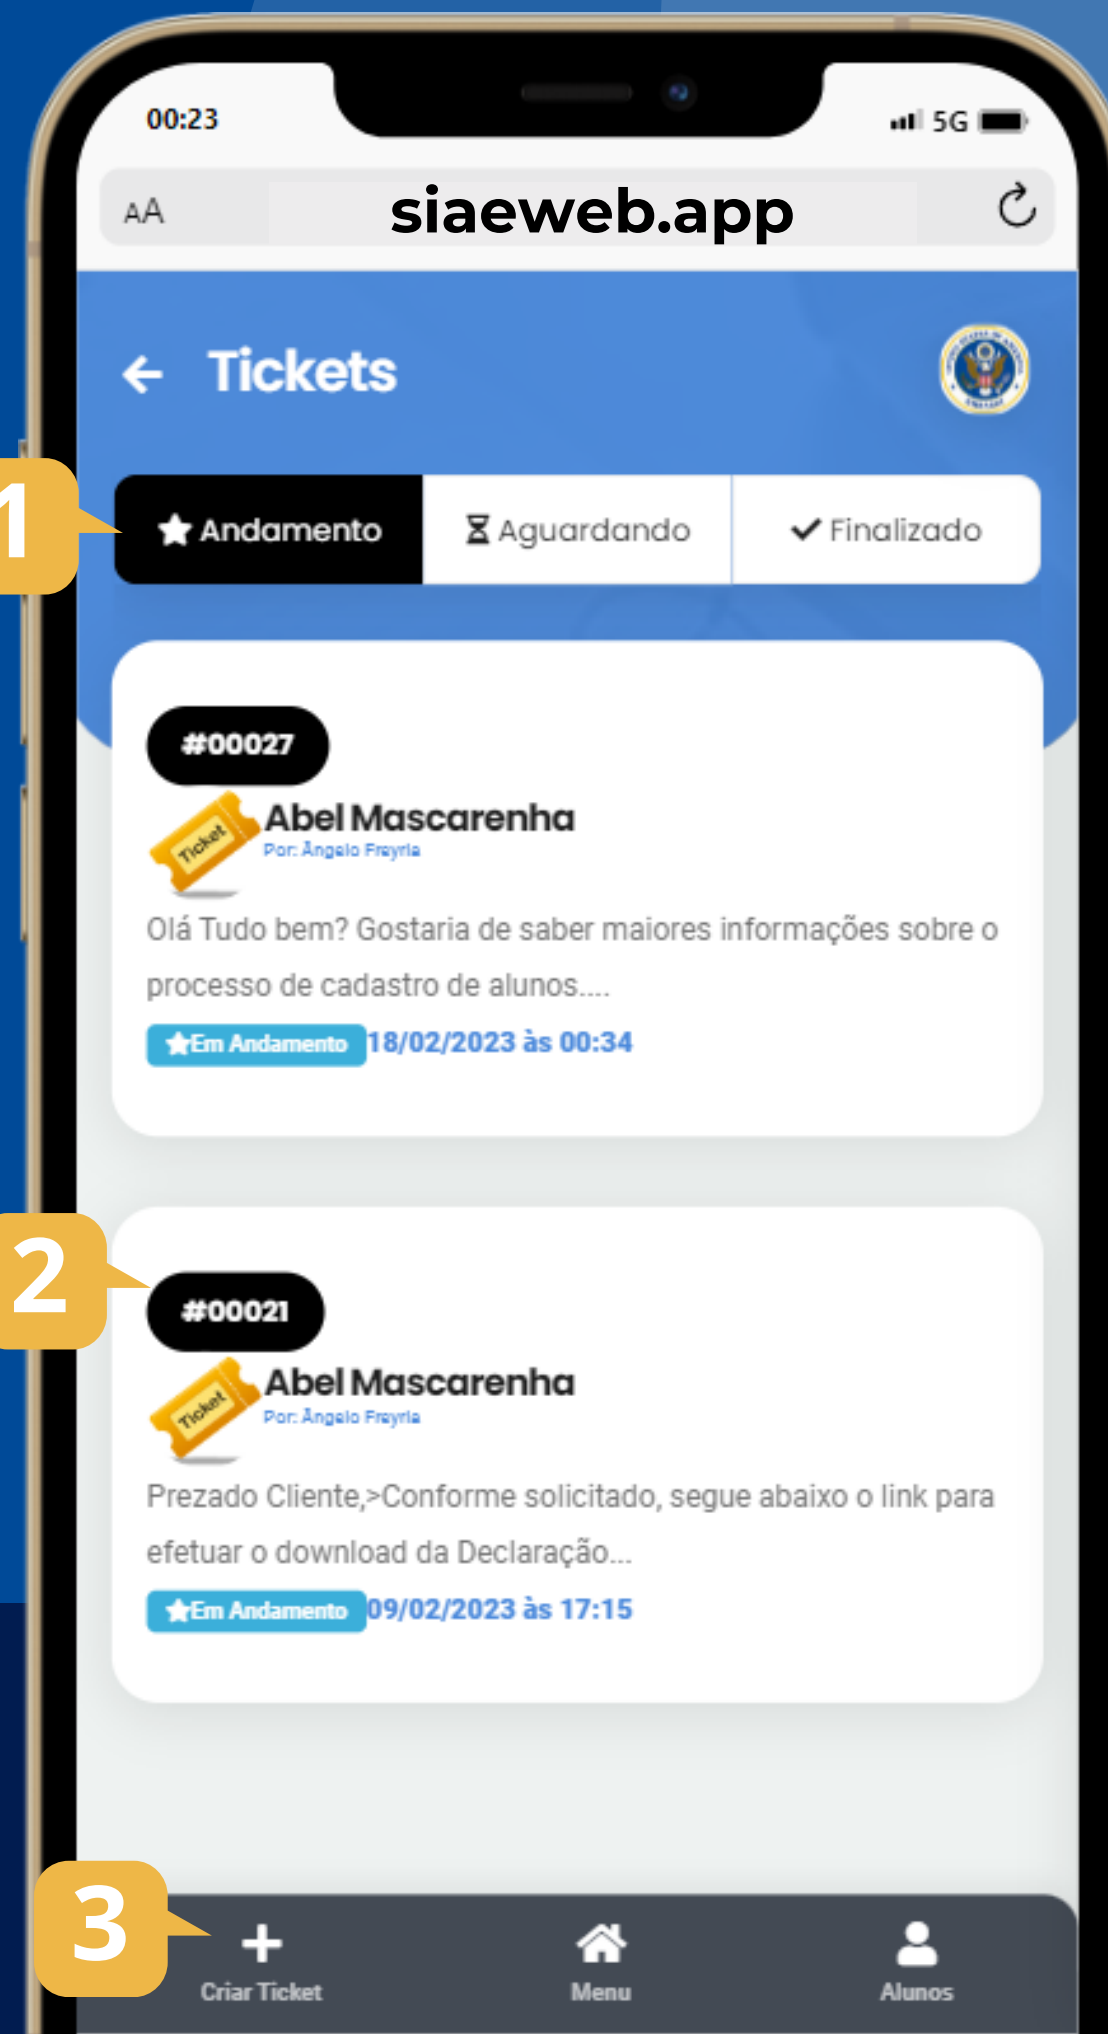 00:23
5G
AA
siaeweb.app
Tickets
1
Andamento
Aguardando
Finalizado
#00027
Ticket
Abel Mascarenha
Por: Ângelo Freyria
Olá Tudo bem? Gostaria de saber maiores informações sobre o
processo de cadastro de alunos....
Em Andamento 18/02/2023 às 00:34
2
#00021
Ticket
Abel Mascarenha
Por: Ângelo Freyria
Prezado Cliente,>Conforme solicitado, segue abaixo o link para
efetuar o download da Declaração...
Em Andamento 09/02/2023 às 17:15
3
Criar Ticket
Menu
Alunos